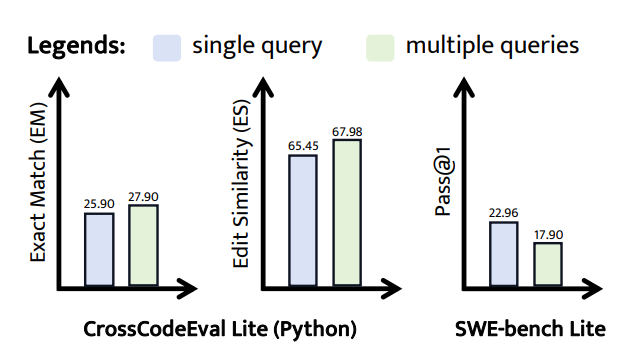 Legends: single query multiple queries
Exact Match (EM)
25.90
27.90
Edit Similarity (ES)
65.45
67.98
Pass@1
22.96
17.90
CrossCodeEval Lite (Python)
SWE-bench Lite